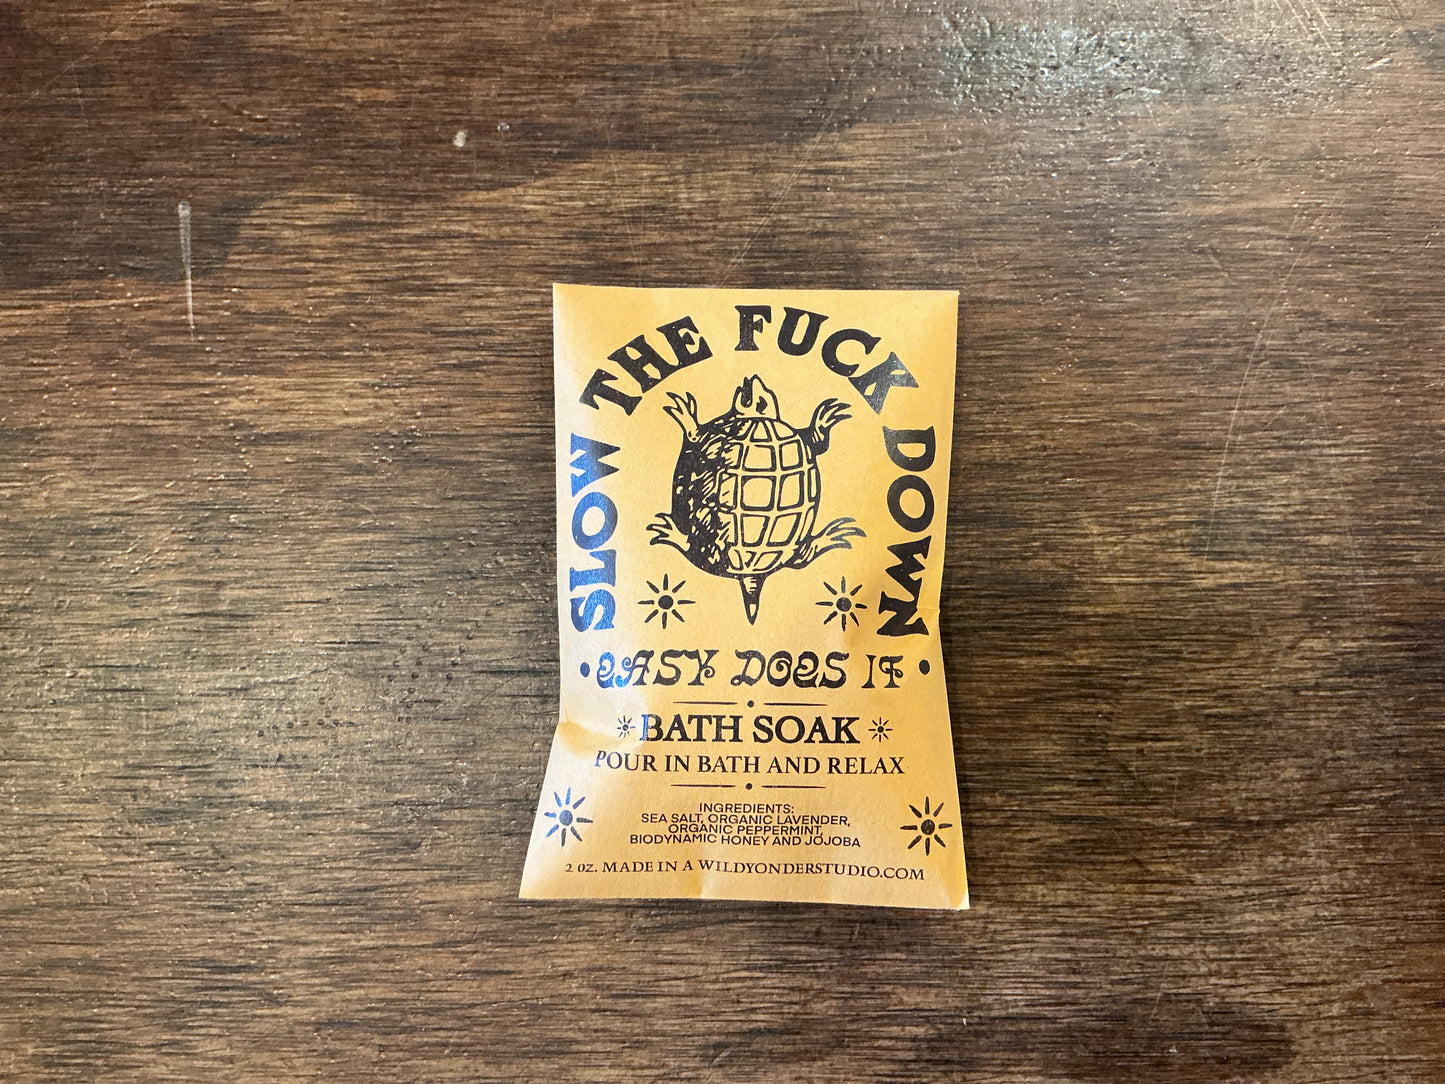 SLOW THE FUCK DOWN
• EASY DOES IT •
BATH SOAK
POUR IN BATH AND RELAX
INGREDIENTS:
SEA SALT, ORGANIC LAVENDER,
ORGANIC PEPPERMINT,
BIODYNAMIC HONEY AND JOJOBA
2 OZ. MADE IN A WILDYONDERSTUDIO.COM